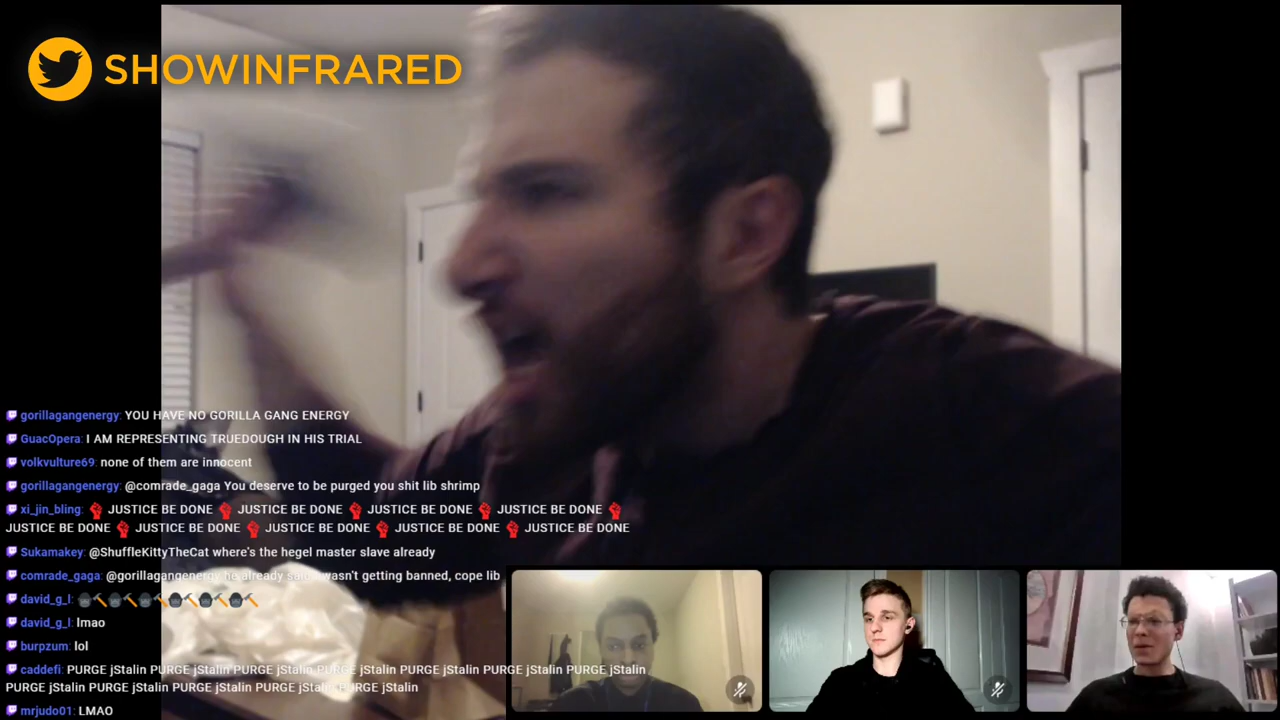 SHOWINFRARED
gorillagangenergy: YOU HAVE NO GORILLA GANG ENERGY
GuacOpera: I AM REPRESENTING TRUEDOUGH IN HIS TRIAL
volkvulture69: none of them are innocent
gorillagangenergy: @comrade_gaga You deserve to be purged you shit lib shrimp
xi_jin_bling: JUSTICE BE DONE JUSTICE BE DONE JUSTICE BE DONE JUSTICE BE DONE
JUSTICE BE DONE JUSTICE BE DONE JUSTICE BE DONE JUSTICE BE DONE JUSTICE BE DONE
Sukamakey: @ShuffleKittyTheCat where's the hegel master slave already
comrade_gaga: @gorillagangenergy he already said wasn't getting banned, cope lib
david_g_l:
david_g_l: lmao
burpzum: lol
caddefi: PURGE jStalin PURGE jStalin PURGE jStalin PURGE jStalin PURGE jStalin PURGE jStalin PURGE jStalin
PURGE jStalin PURGE jStalin PURGE jStalin PURGE jStalin PURGE jStalin
mrjudo01: LMAO